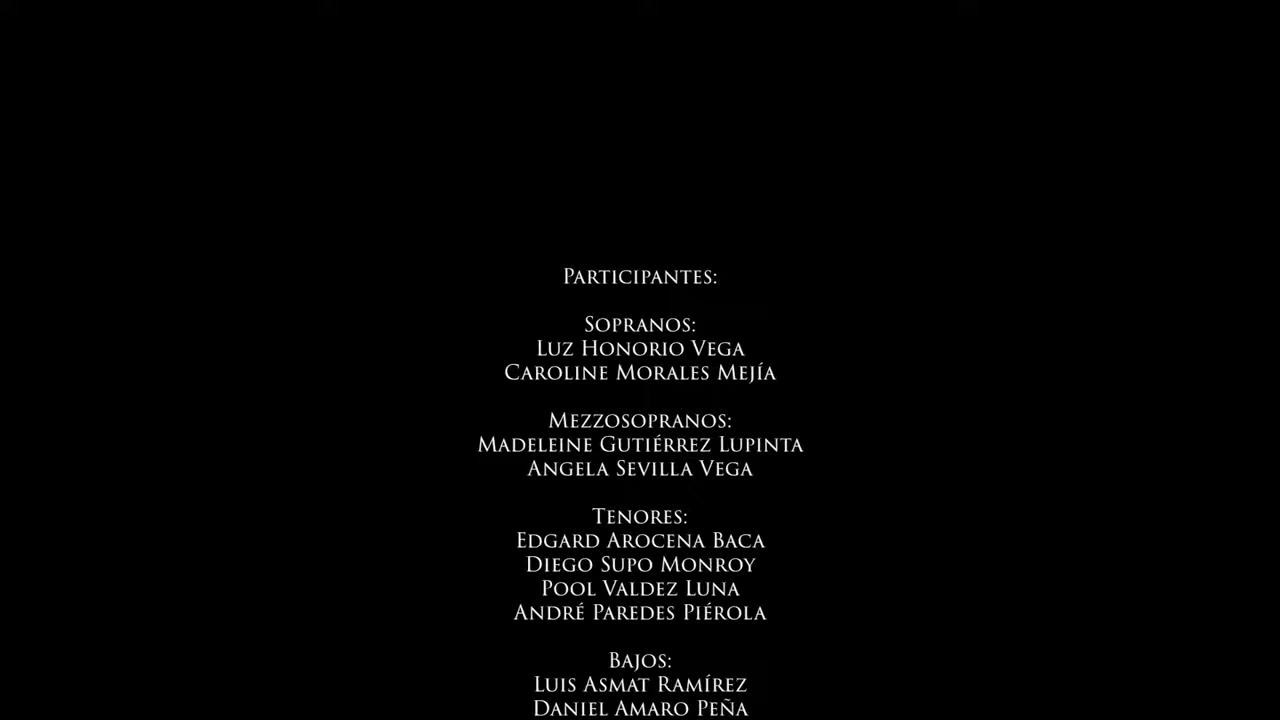 Participantes:
Sopranos:
Luz Honorio Vega
Caroline Morales Mejía
Mezzosopranos:
Madeleine Gutiérrez Lupinta
Angela Sevilla Vega
Tenores:
Edgard Arocena Baca
Diego Supo Monroy
Pool Valdez Luna
André Paredes Piérola
Bajos:
Luis Asmat Ramírez
Daniel Amaro Peña